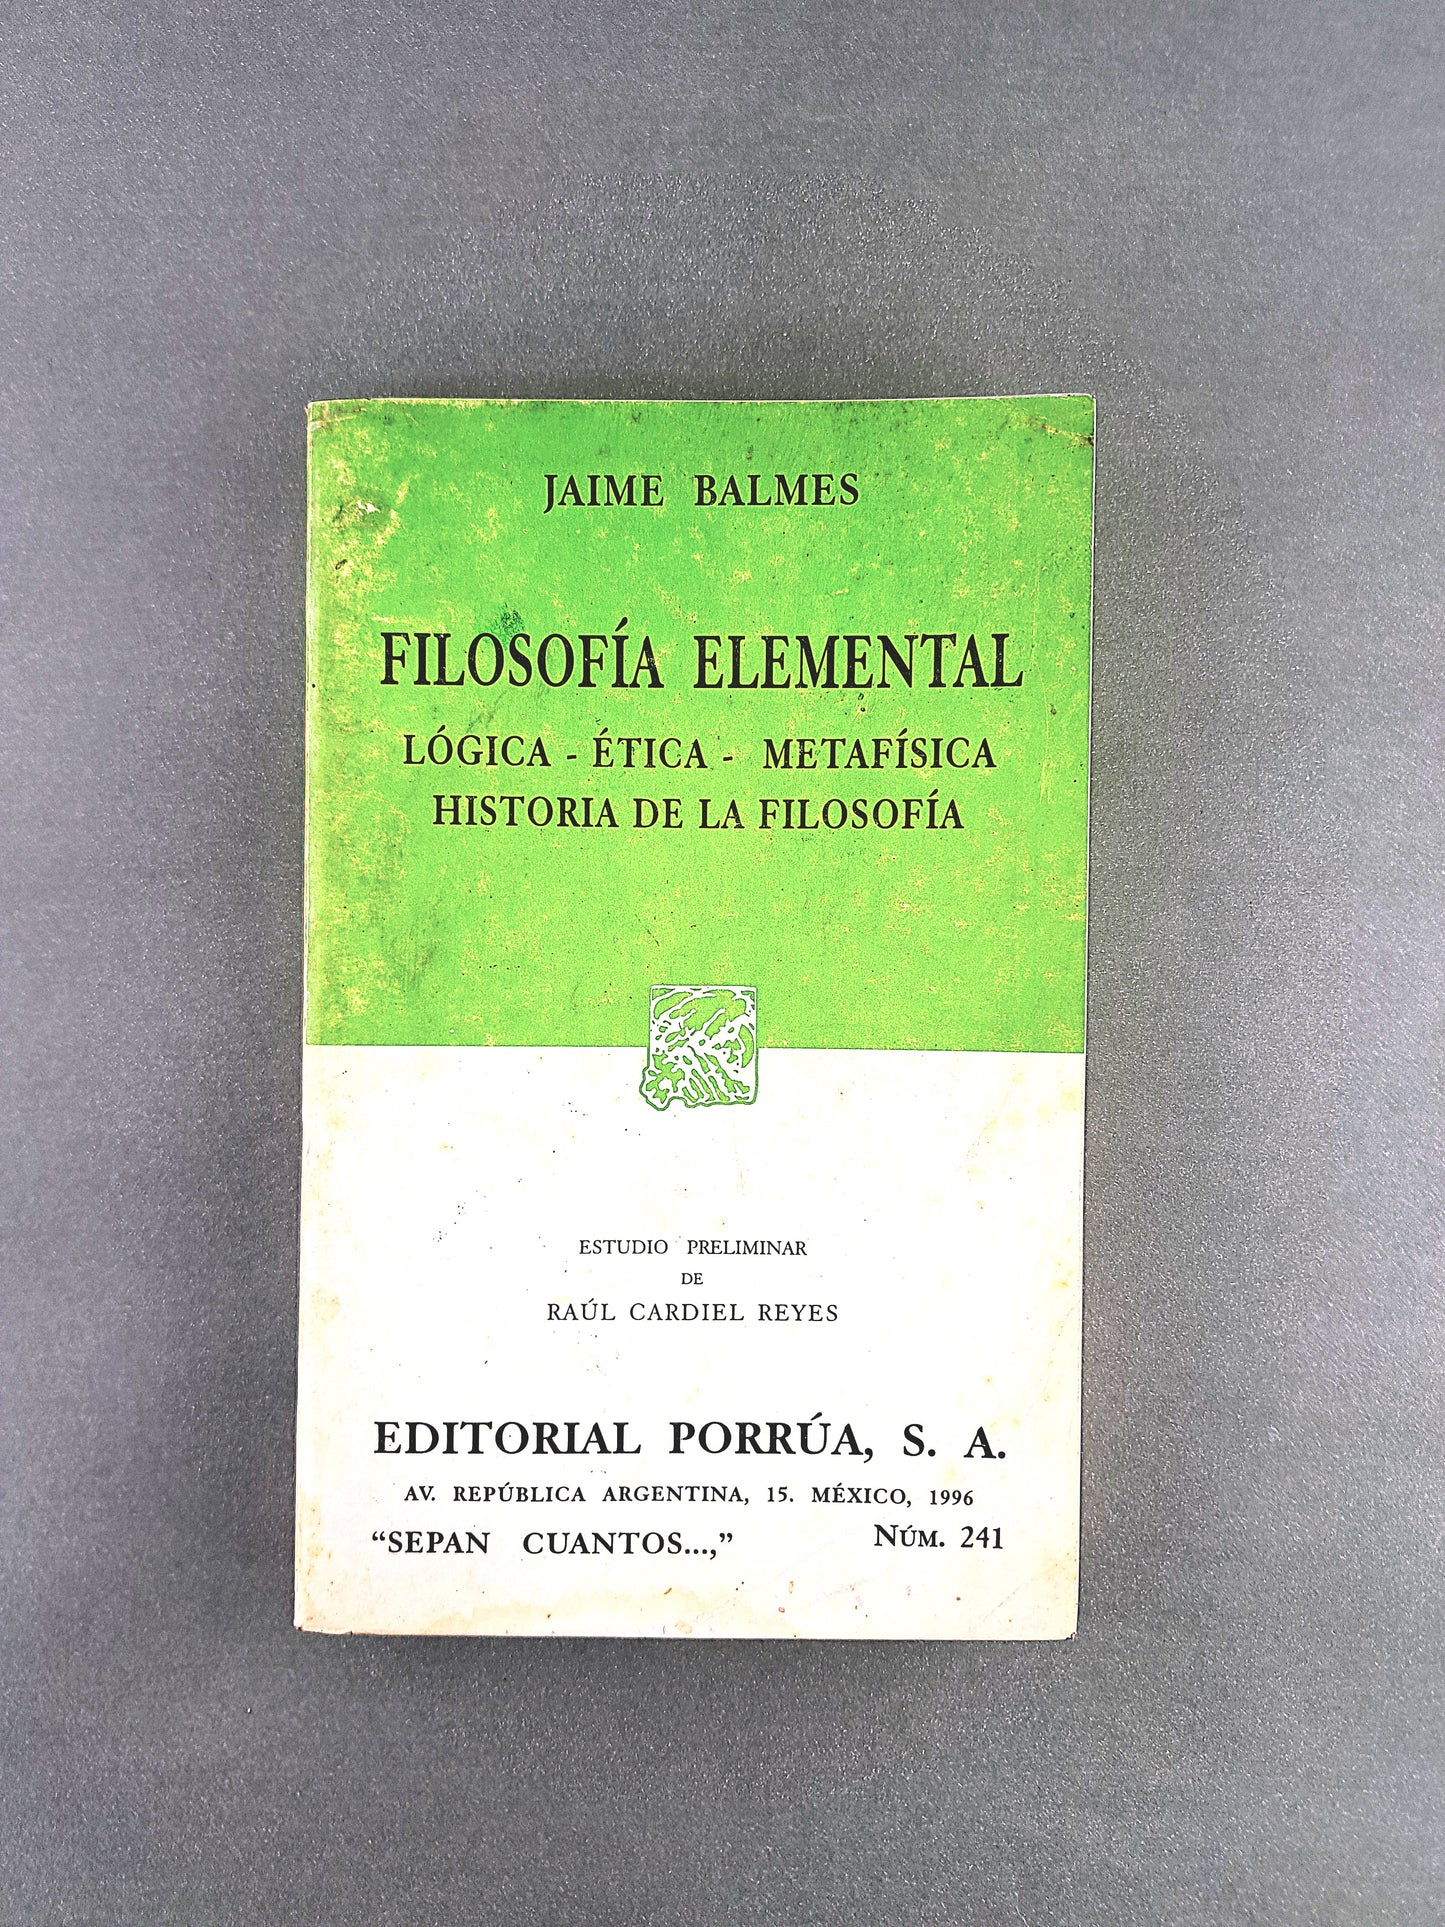 JAIME BALMES
FILOSOFÍA ELEMENTAL
LÓGICA - ÉTICA - METAFÍSICA
HISTORIA DE LA FILOSOFÍA
ESTUDIO PRELIMINAR
DE
RAÚL CARDIEL REYES
EDITORIAL PORRÚA, S. A.
AV. REPÚBLICA ARGENTINA, 15. MÉXICO, 1996
“SEPAN CUANTOS...,” NÚM. 241